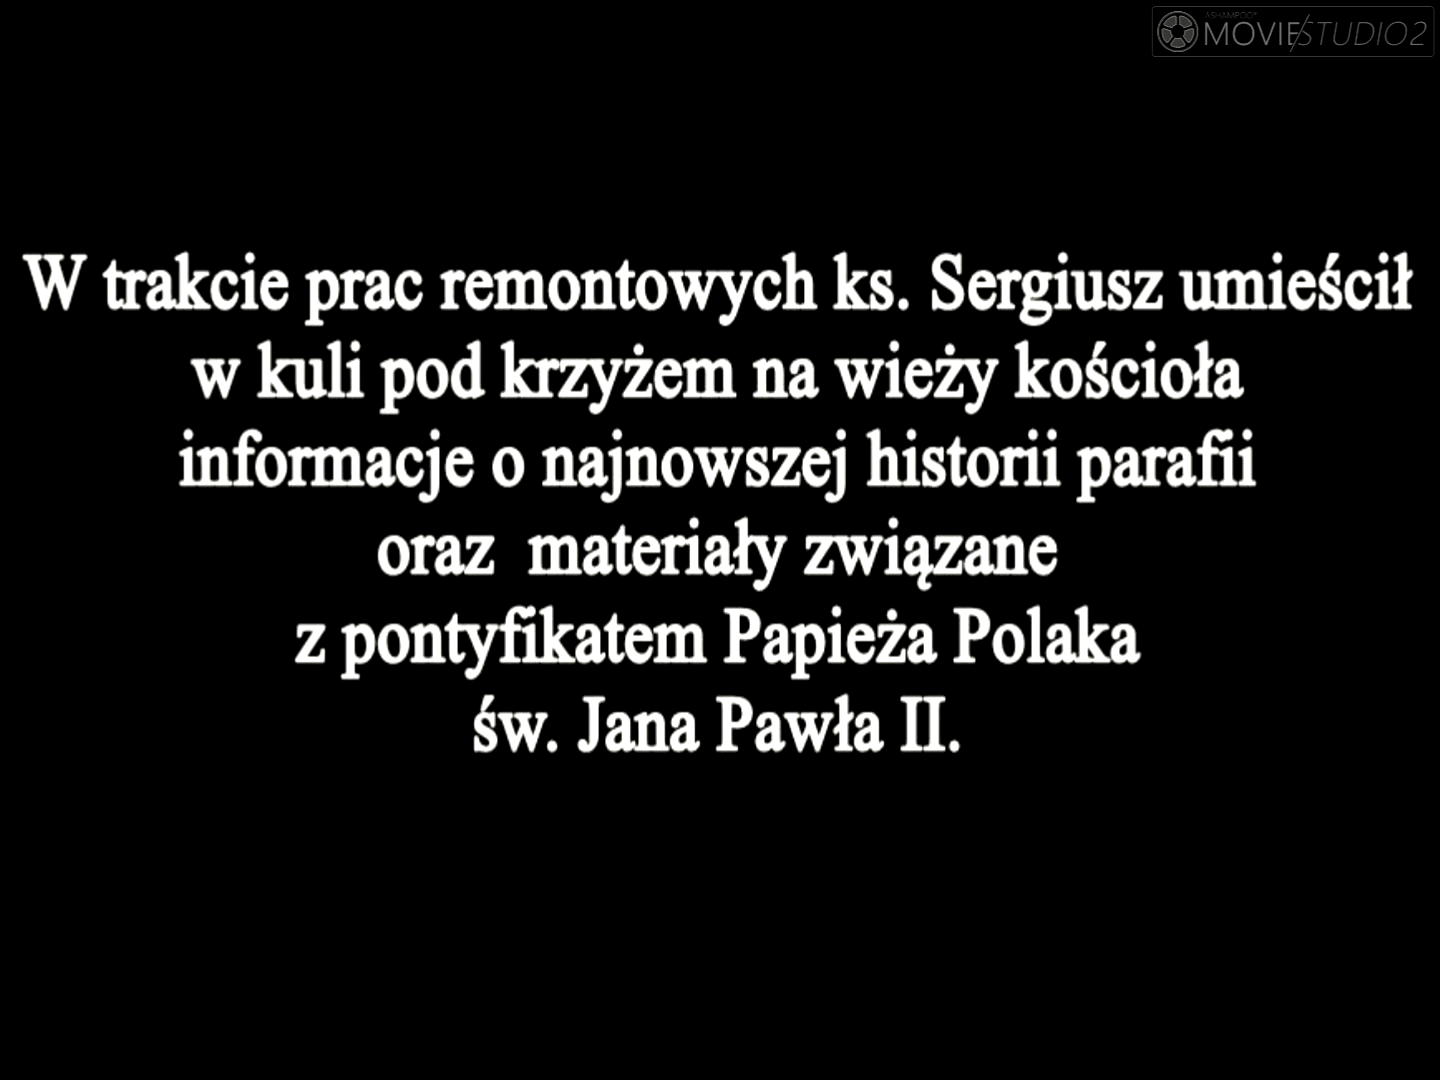 ASHAMPOO®
MOVIESTUDIO2
W trakcie prac remontowych ks. Sergiusz umieścił
w kuli pod krzyżem na wieży kościoła
informacje o najnowszej historii parafii
oraz  materiały związane
z pontyfikatem Papieża Polaka
św. Jana Pawła II.